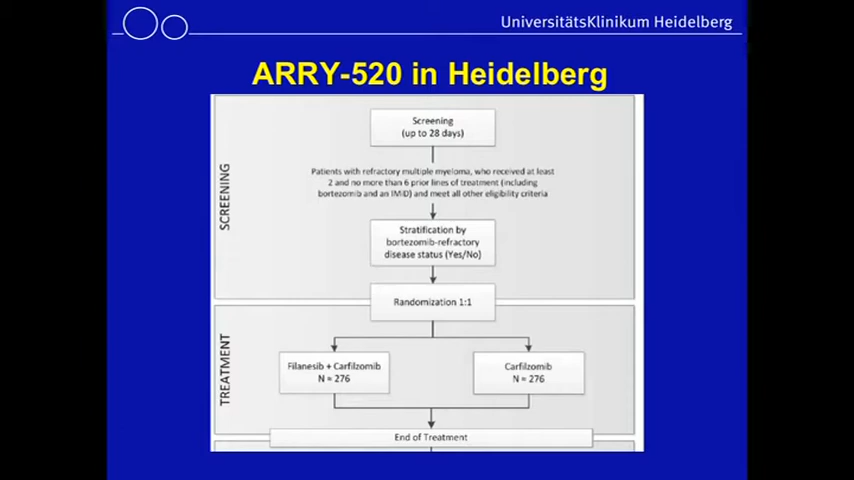 UniversitätsKlinikum Heidelberg
ARRY-520 in Heidelberg
SCREENING
Screening
(up to 28 days)
Patients with refractory multiple myeloma, who received at least
2 and no more than 6 prior lines of treatment (including
bortezomib and an IMiD) and meet all other eligibility criteria
Stratification by
bortezomib-refractory
disease status (Yes/No)
Randomization 1:1
TREATMENT
Filanesib + Carfilzomib
N = 276
Carfilzomib
N = 276
End of Treatment